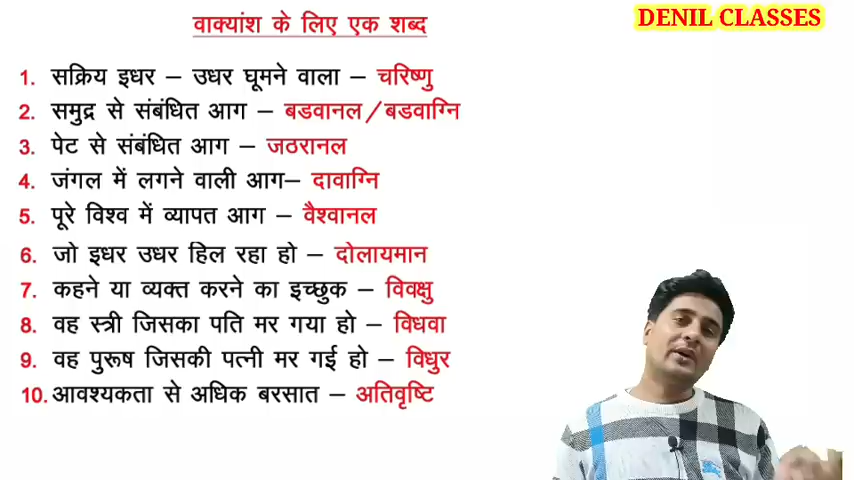 DENIL CLASSES
वाक्यांश के लिए एक शब्द
1. सक्रिय इधर – उधर घूमने वाला – चरिष्णु
2. समुद्र से संबंधित आग – बडवानल/बडवाग्नि
3. पेट से संबंधित आग – जठरानल
4. जंगल में लगने वाली आग– दावाग्नि
5. पूरे विश्व में व्यापत आग – वैश्वानल
6. जो इधर उधर हिल रहा हो – दोलायमान
7. कहने या व्यक्त करने का इच्छुक – विवक्षु
8. वह स्त्री जिसका पति मर गया हो – विधवा
9. वह पुरूष जिसकी पत्नी मर गई हो – विधुर
10. आवश्यकता से अधिक बरसात – अतिवृष्टि